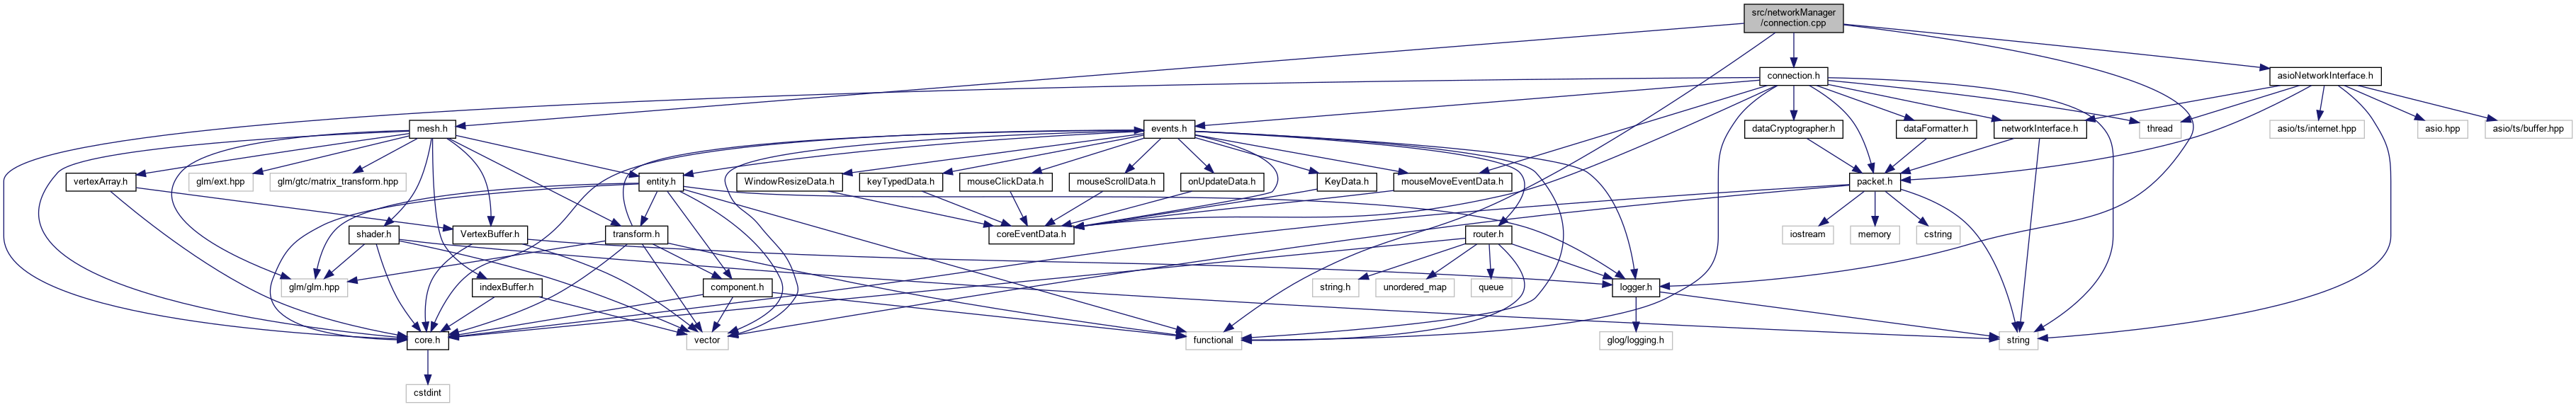 src/networkManager
/connection.cpp
connection.h
asioNetworkInterface.h
mesh.h
events.h
dataCryptographer.h
dataFormatter.h
networkInterface.h
thread
asio/ts/internet.hpp
asio.hpp
asio/ts/buffer.hpp
vertexArray.h
glm/ext.hpp
glm/gtc/matrix_transform.hpp
entity.h
WindowResizeData.h
keyTypedData.h
mouseClickData.h
mouseScrollData.h
onUpdateData.h
KeyData.h
mouseMoveEventData.h
packet.h
shader.h
VertexBuffer.h
transform.h
coreEventData.h
router.h
iostream
memory
cstring
glm/glm.hpp
indexBuffer.h
component.h
string.h
unordered_map
queue
logger.h
core.h
vector
functional
glog/logging.h
string
cstdint